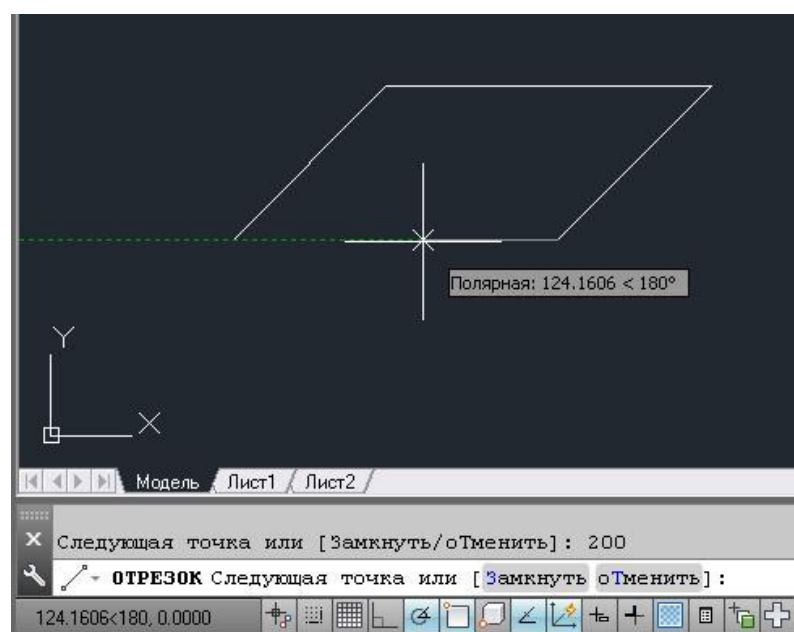 Полярная: 124.1606 < 180°
Y
X
Модель Лист1 Лист2
Следующая точка или [Замкнуть/оТменить]: 200
ОТРЕЗОК Следующая точка или [Замкнуть оТменить]:
124.1606<180, 0.0000